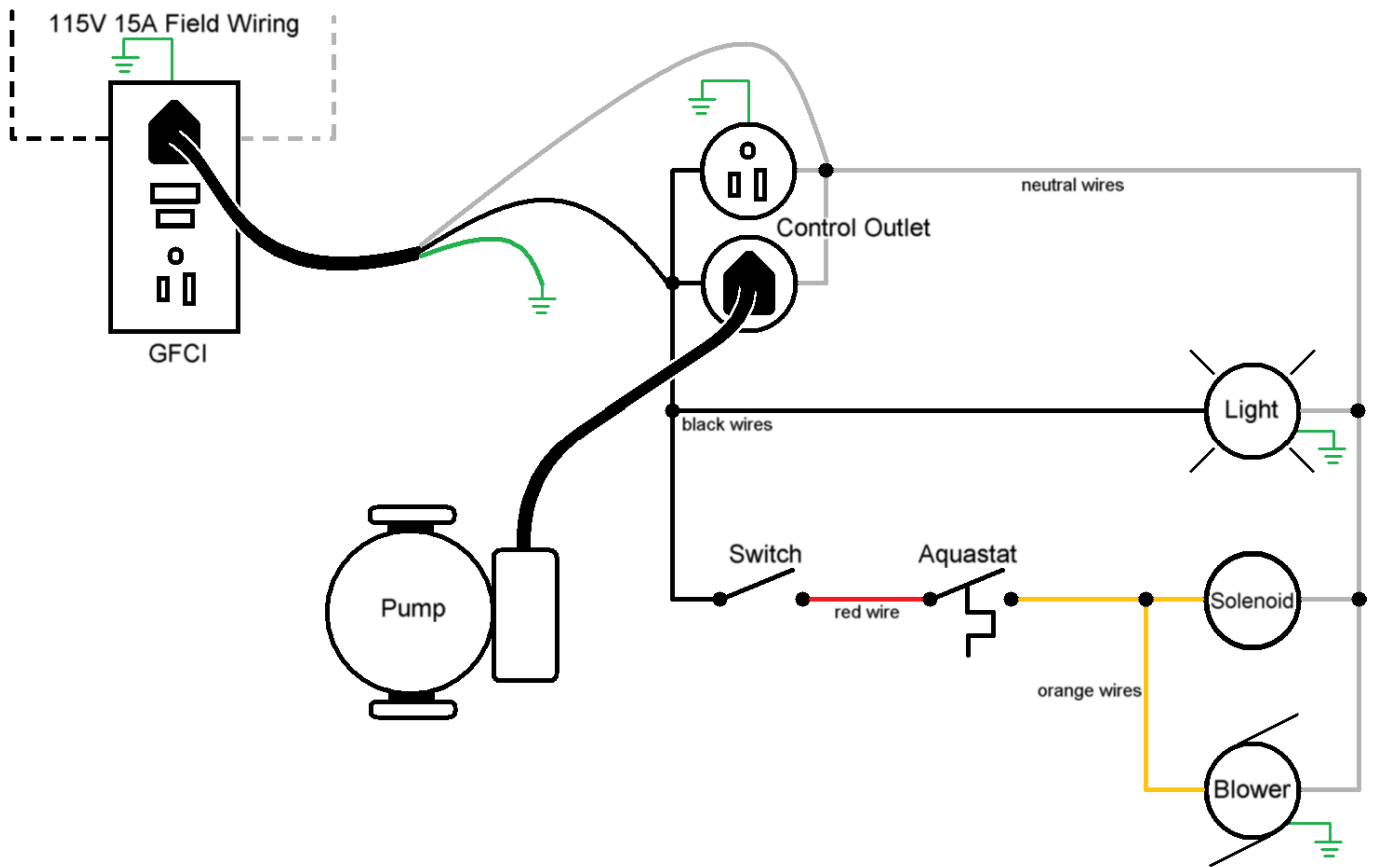 115V 15A Field Wiring
GFCI
neutral wires
Control Outlet
Light
black wires
Switch
Aquastat
Pump
red wire
Solenoid
orange wires
Blower